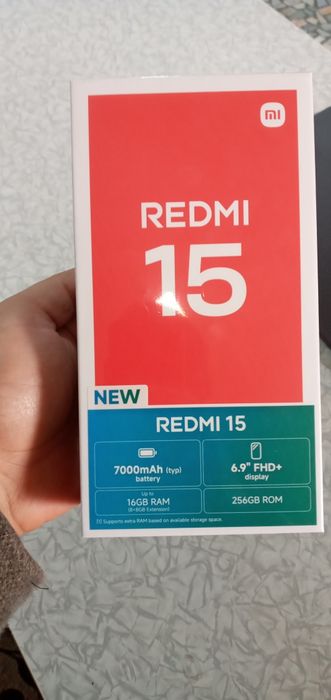 mi
REDMI
15
NEW
REDMI 15
7000mAh (typ)
battery
6.9" FHD+
display
Up to
16GB RAM
(8+8GB Extension)
256GB ROM
[1] Supports extra RAM based on available storage space.